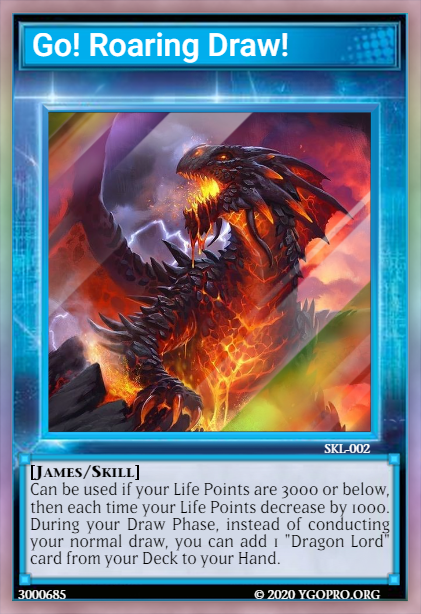 Go! Roaring Draw!
SKL-002
[James/Skill]
Can be used if your Life Points are 3000 or below,
then each time your Life Points decrease by 1000.
During your Draw Phase, instead of conducting
your normal draw, you can add 1 "Dragon Lord"
card from your Deck to your Hand.
3000685 © 2020 YGOPRO.ORG